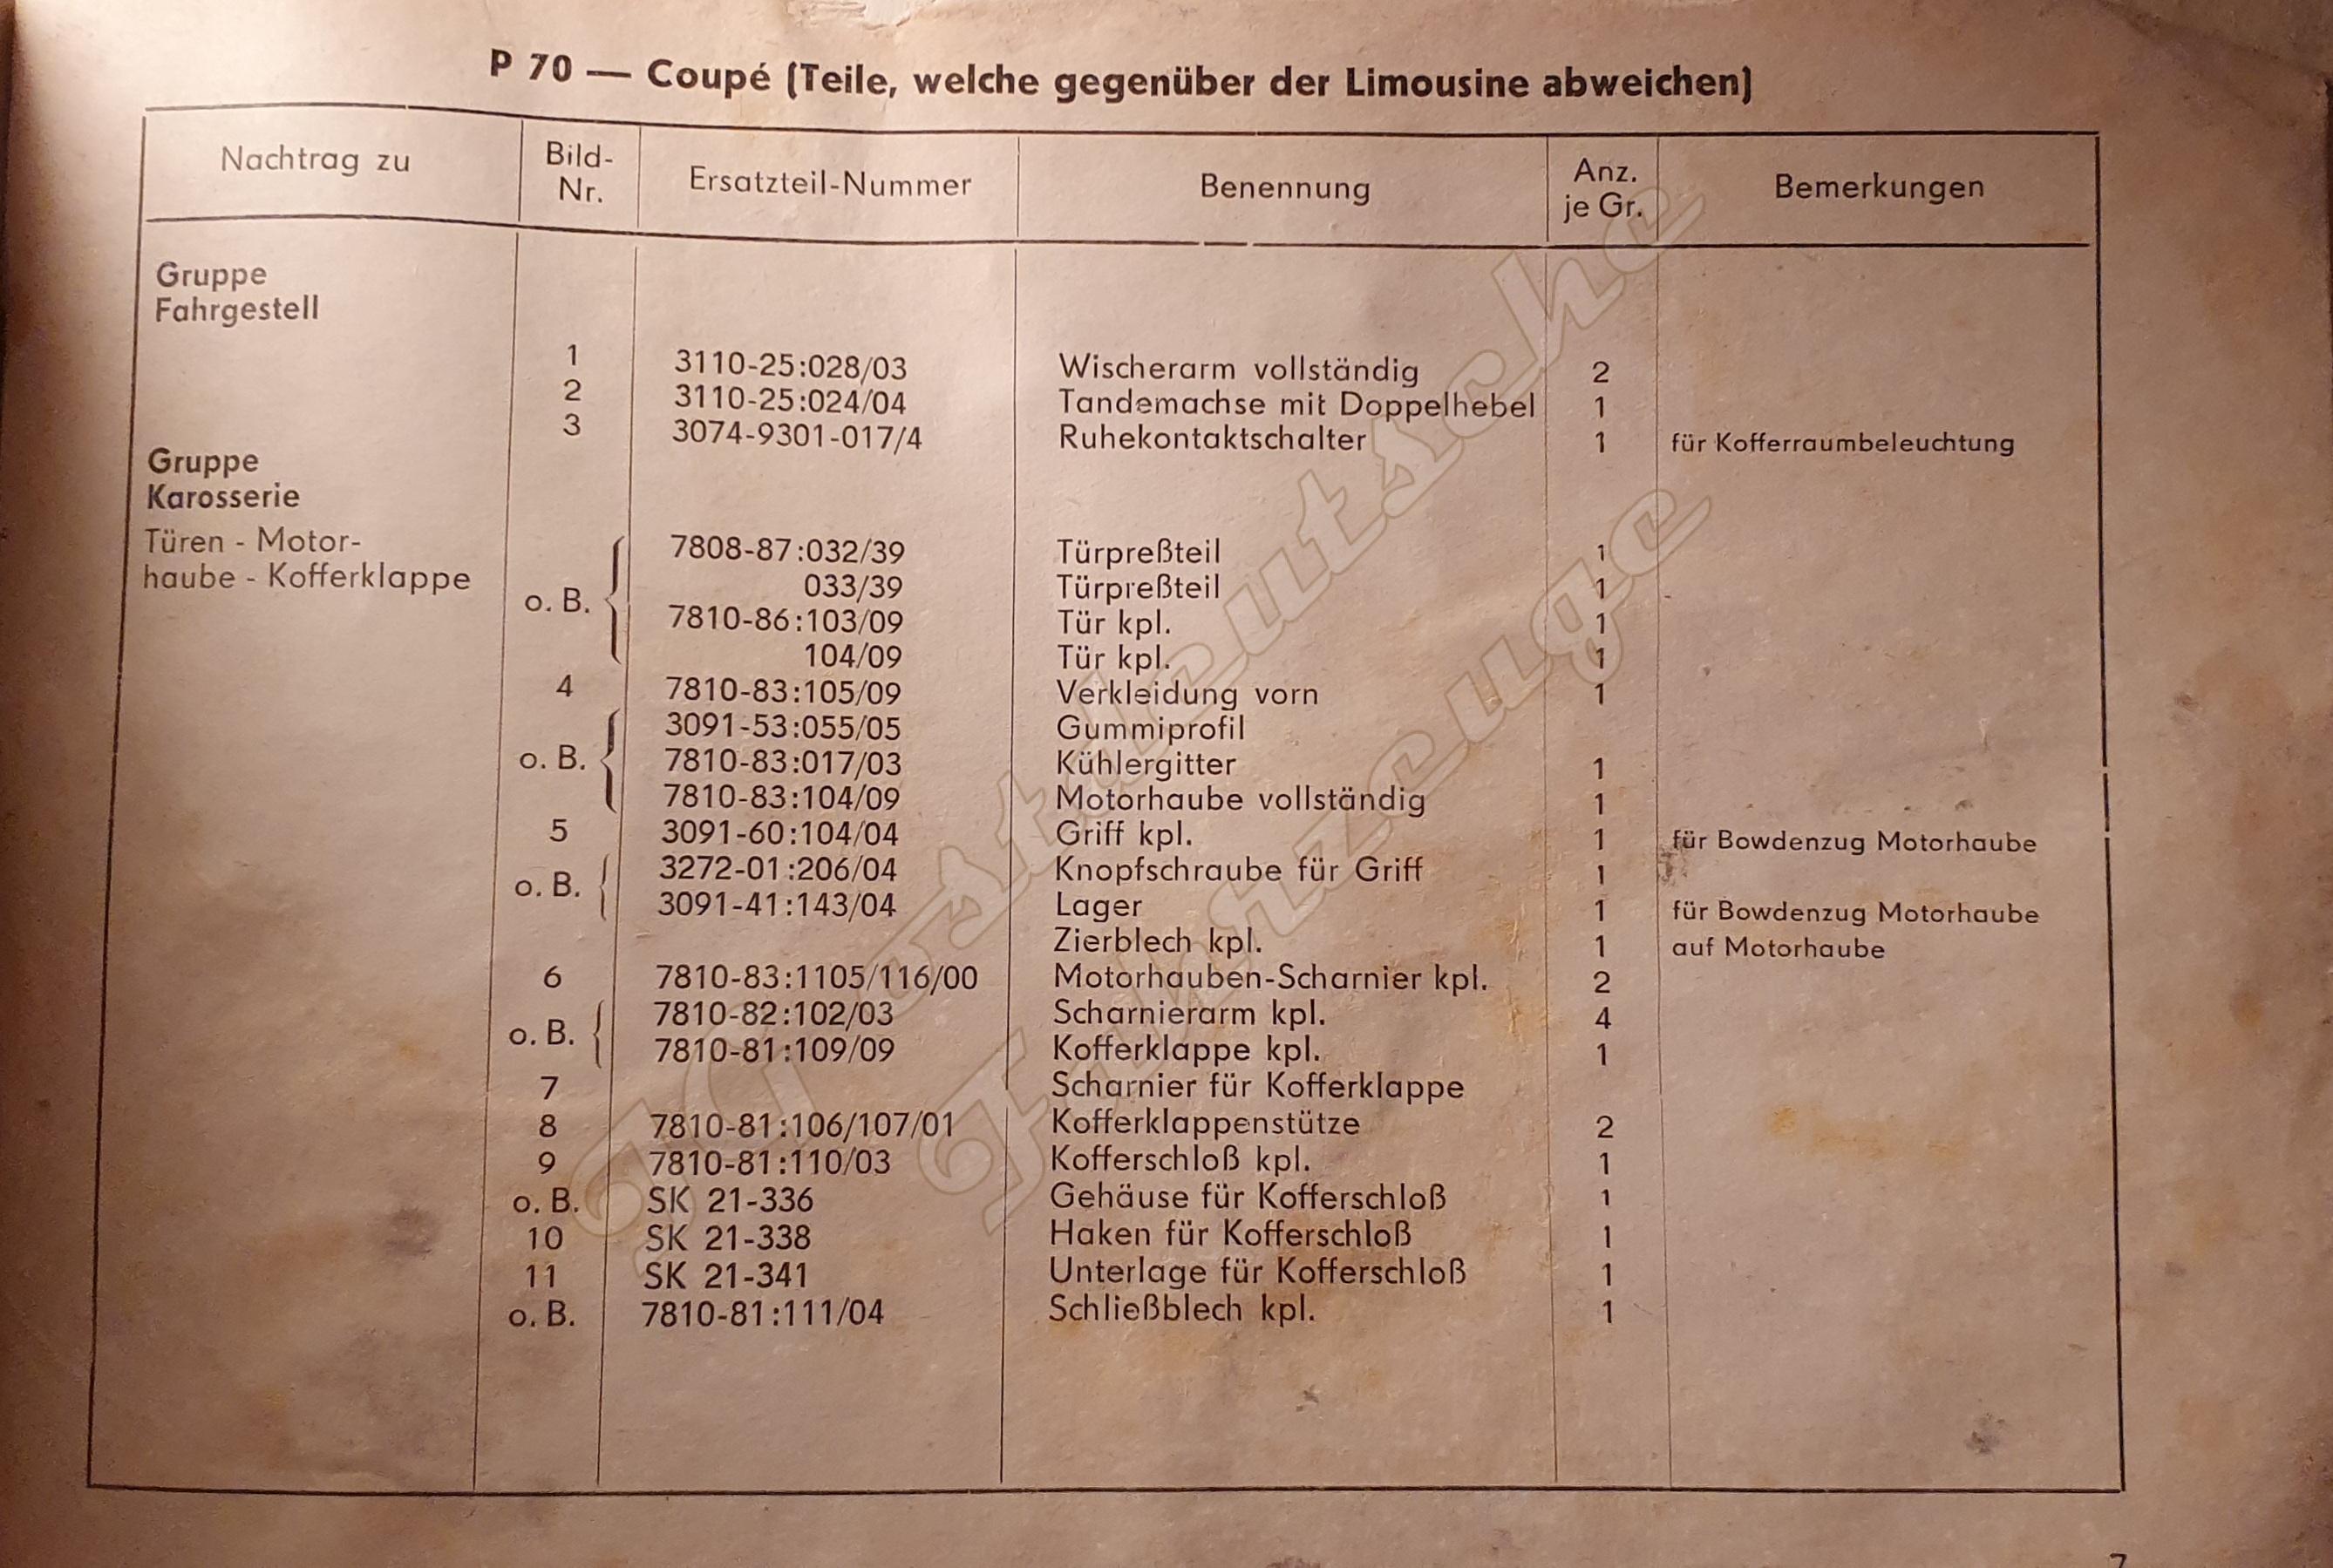 P 70 — Coupé (Teile, welche gegenüber der Limousine abweichen)
Nachtrag zu Bild-Nr. Ersatzteil-Nummer Benennung Anz. je Gr. Bemerkungen
Gruppe
Fahrgestell
1 3110-25:028/03 Wischerarm vollständig 2
2 3110-25:024/04 Tandemachse mit Doppelhebel 1
3 3074-9301-017/4 Ruhekontaktschalter 1 für Kofferraumbeleuchtung
Gruppe
Karosserie
Türen - Motor-
haube - Kofferklappe
o. B. { 7808-87:032/39 Türpreßteil 1
033/39 Türpreßteil 1
7810-86:103/09 Tür kpl. 1
104/09 Tür kpl. 1
4 7810-83:105/09 Verkleidung vorn 1
o. B. { 3091-53:055/05 Gummiprofil
7810-83:017/03 Kühlergitter 1
7810-83:104/09 Motorhaube vollständig 1
5 3091-60:104/04 Griff kpl. 1 für Bowdenzug Motorhaube
o. B. { 3272-01:206/04 Knopfschraube für Griff 1
3091-41:143/04 Lager 1 für Bowdenzug Motorhaube
Zierblech kpl. 1 auf Motorhaube
6 7810-83:1105/116/00 Motorhauben-Scharnier kpl. 2
o. B. { 7810-82:102/03 Scharnierarm kpl. 4
7810-81:109/09 Kofferklappe kpl. 1
7 Scharnier für Kofferklappe
8 7810-81:106/107/01 Kofferklappenstütze 2
9 7810-81:110/03 Kofferschloß kpl. 1
o. B. SK 21-336 Gehäuse für Kofferschloß 1
10 SK 21-338 Haken für Kofferschloß 1
11 SK 21-341 Unterlage für Kofferschloß 1
o. B. 7810-81:111/04 Schließblech kpl. 1
7